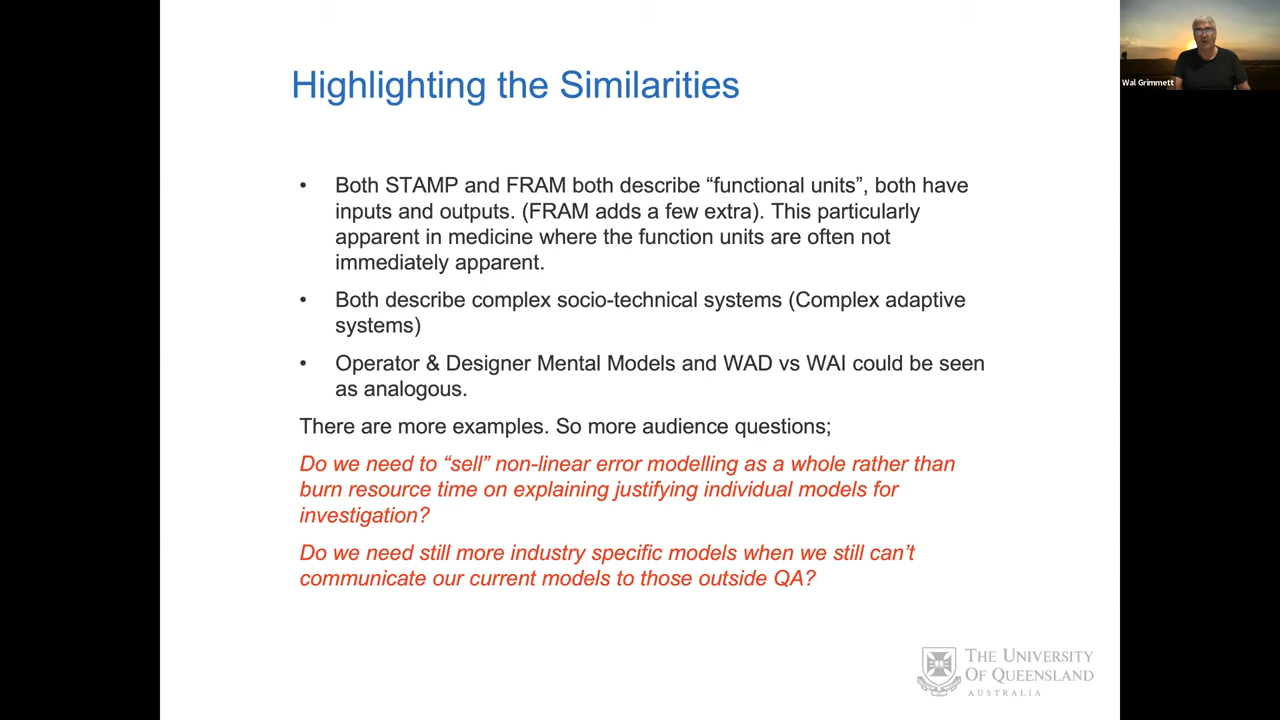 Highlighting the Similarities
Wal Grimmett
• Both STAMP and FRAM both describe “functional units”, both have
inputs and outputs. (FRAM adds a few extra). This particularly
apparent in medicine where the function units are often not
immediately apparent.
• Both describe complex socio-technical systems (Complex adaptive
systems)
• Operator & Designer Mental Models and WAD vs WAI could be seen
as analogous.
There are more examples. So more audience questions;
Do we need to “sell” non-linear error modelling as a whole rather than
burn resource time on explaining justifying individual models for
investigation?
Do we need still more industry specific models when we still can’t
communicate our current models to those outside QA?
THE UNIVERSITY
OF QUEENSLAND
AUSTRALIA